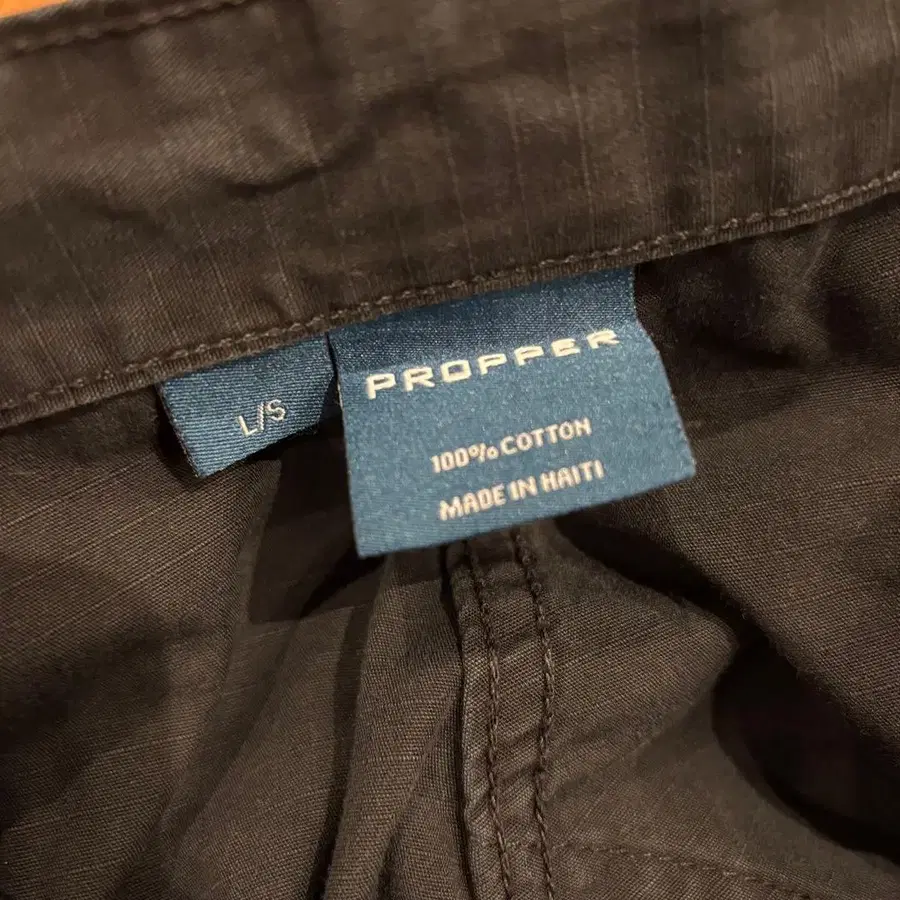 L/S
PROPPER
100% COTTON
MADE IN HAITI